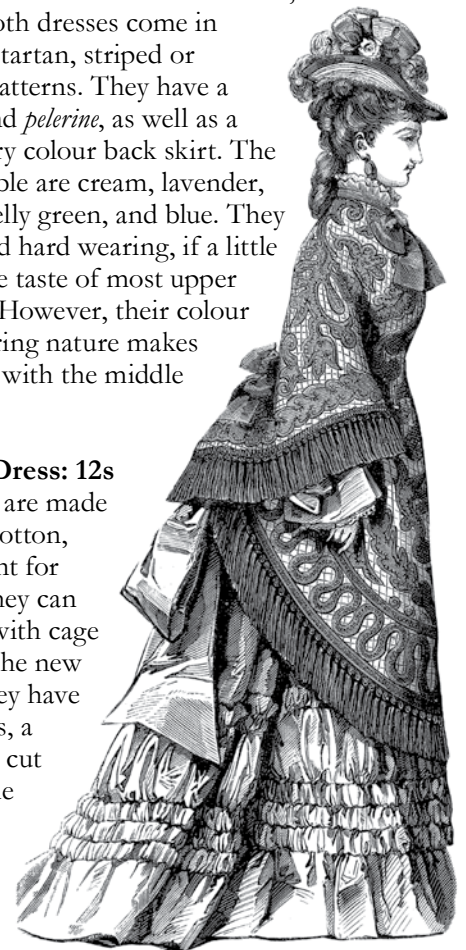 oth dresses come in
tartan, striped or
atterns. They have a
nd pelerine, as well as a
ry colour back skirt. The
ble are cream, lavender,
elly green, and blue. They
d hard wearing, if a little
e taste of most upper
However, their colour
ring nature makes
with the middle
Dress: 12s
are made
otton,
nt for
hey can
with cage
he new
ey have
s, a
cut
e